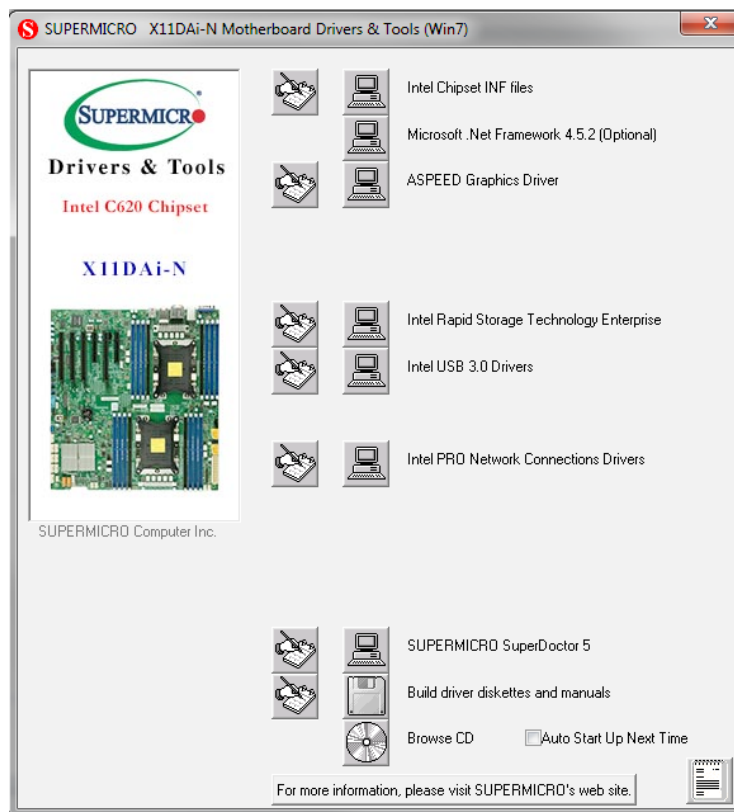 SUPERMICRO X11DAi-N Motherboard Drivers & Tools (Win7)
SUPERMICR
Drivers & Tools
Intel C620 Chipset
X11DAi-N
SUPERMICRO Computer Inc.
Intel Chipset INF files
Microsoft .Net Framework 4.5.2 (Optional)
ASPEED Graphics Driver
Intel Rapid Storage Technology Enterprise
Intel USB 3.0 Drivers
Intel PRO Network Connections Drivers
SUPERMICRO SuperDoctor 5
Build driver diskettes and manuals
Browse CD
Auto Start Up Next Time
For more information, please visit SUPERMICRO's web site.